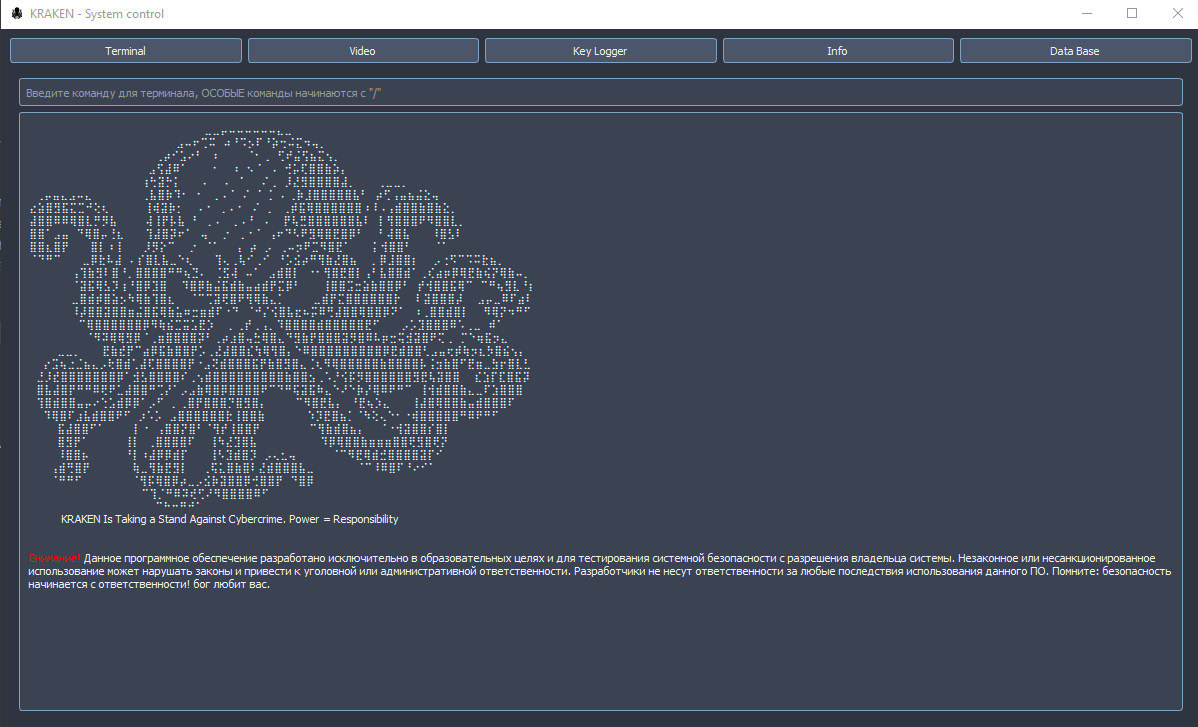 KRAKEN - System control
Terminal
Video
Key Logger
Info
Data Base
Введите команду для терминала, ОСОБЫЕ команды начинаются с "/"
KRAKEN Is Taking a Stand Against Cybercrime. Power = Responsibility
Внимание! Данное программное обеспечение разработано исключительно в образовательных целях и для тестирования системной безопасности с разрешения владельца системы. Незаконное или несанкционированное
использование может нарушать законы и привести к уголовной или административной ответственности. Разработчики не несут ответственности за любые последствия использования данного ПО. Помните: безопасность
начинается с ответственности! бог любит вас.